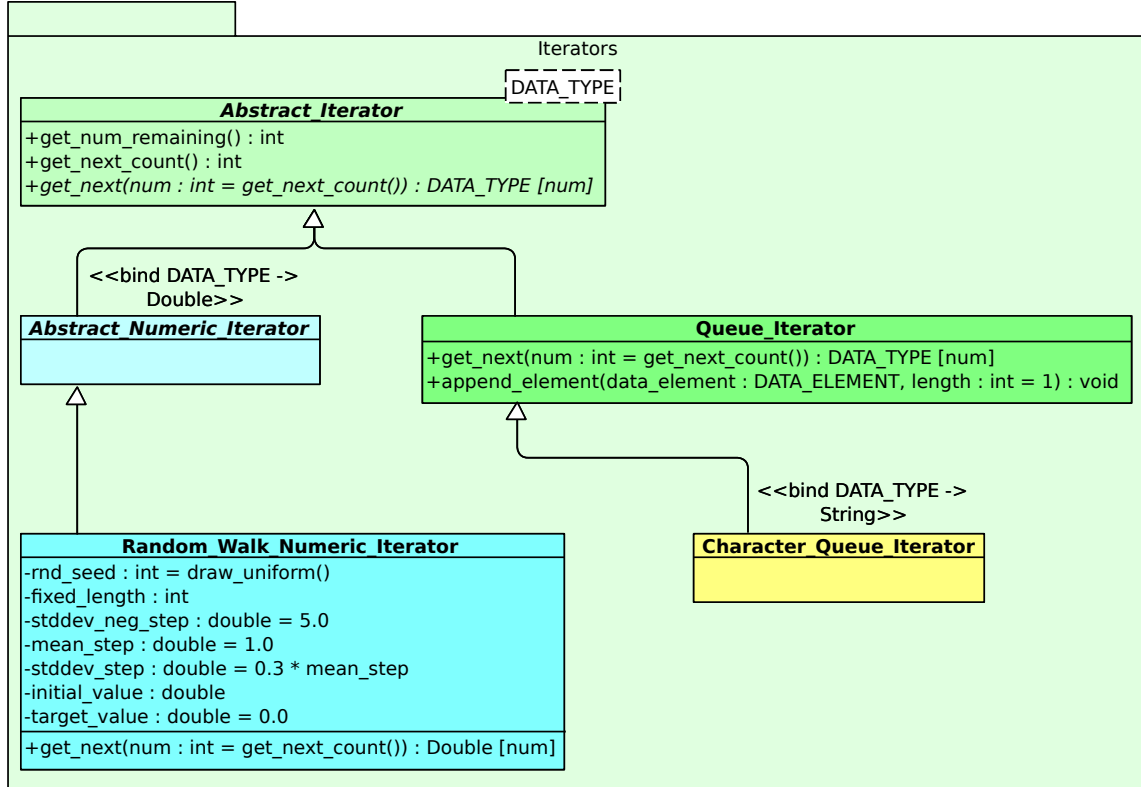 Iterators
DATA_TYPE
Abstract_Iterator
+get_num_remaining() : int
+get_next_count() : int
+get_next(num : int = get_next_count()) : DATA_TYPE [num]
<<bind DATA_TYPE ->
Double>>
Abstract_Numeric_Iterator
Queue_Iterator
+get_next(num : int = get_next_count()) : DATA_TYPE [num]
+append_element(data_element : DATA_ELEMENT, length : int = 1) : void
<<bind DATA_TYPE ->
String>>
Random_Walk_Numeric_Iterator
-rnd_seed : int = draw_uniform()
-fixed_length : int
-stddev_neg_step : double = 5.0
-mean_step : double = 1.0
-stddev_step : double = 0.3 * mean_step
-initial_value : double
-target_value : double = 0.0
+get_next(num : int = get_next_count()) : Double [num]
Character_Queue_Iterator